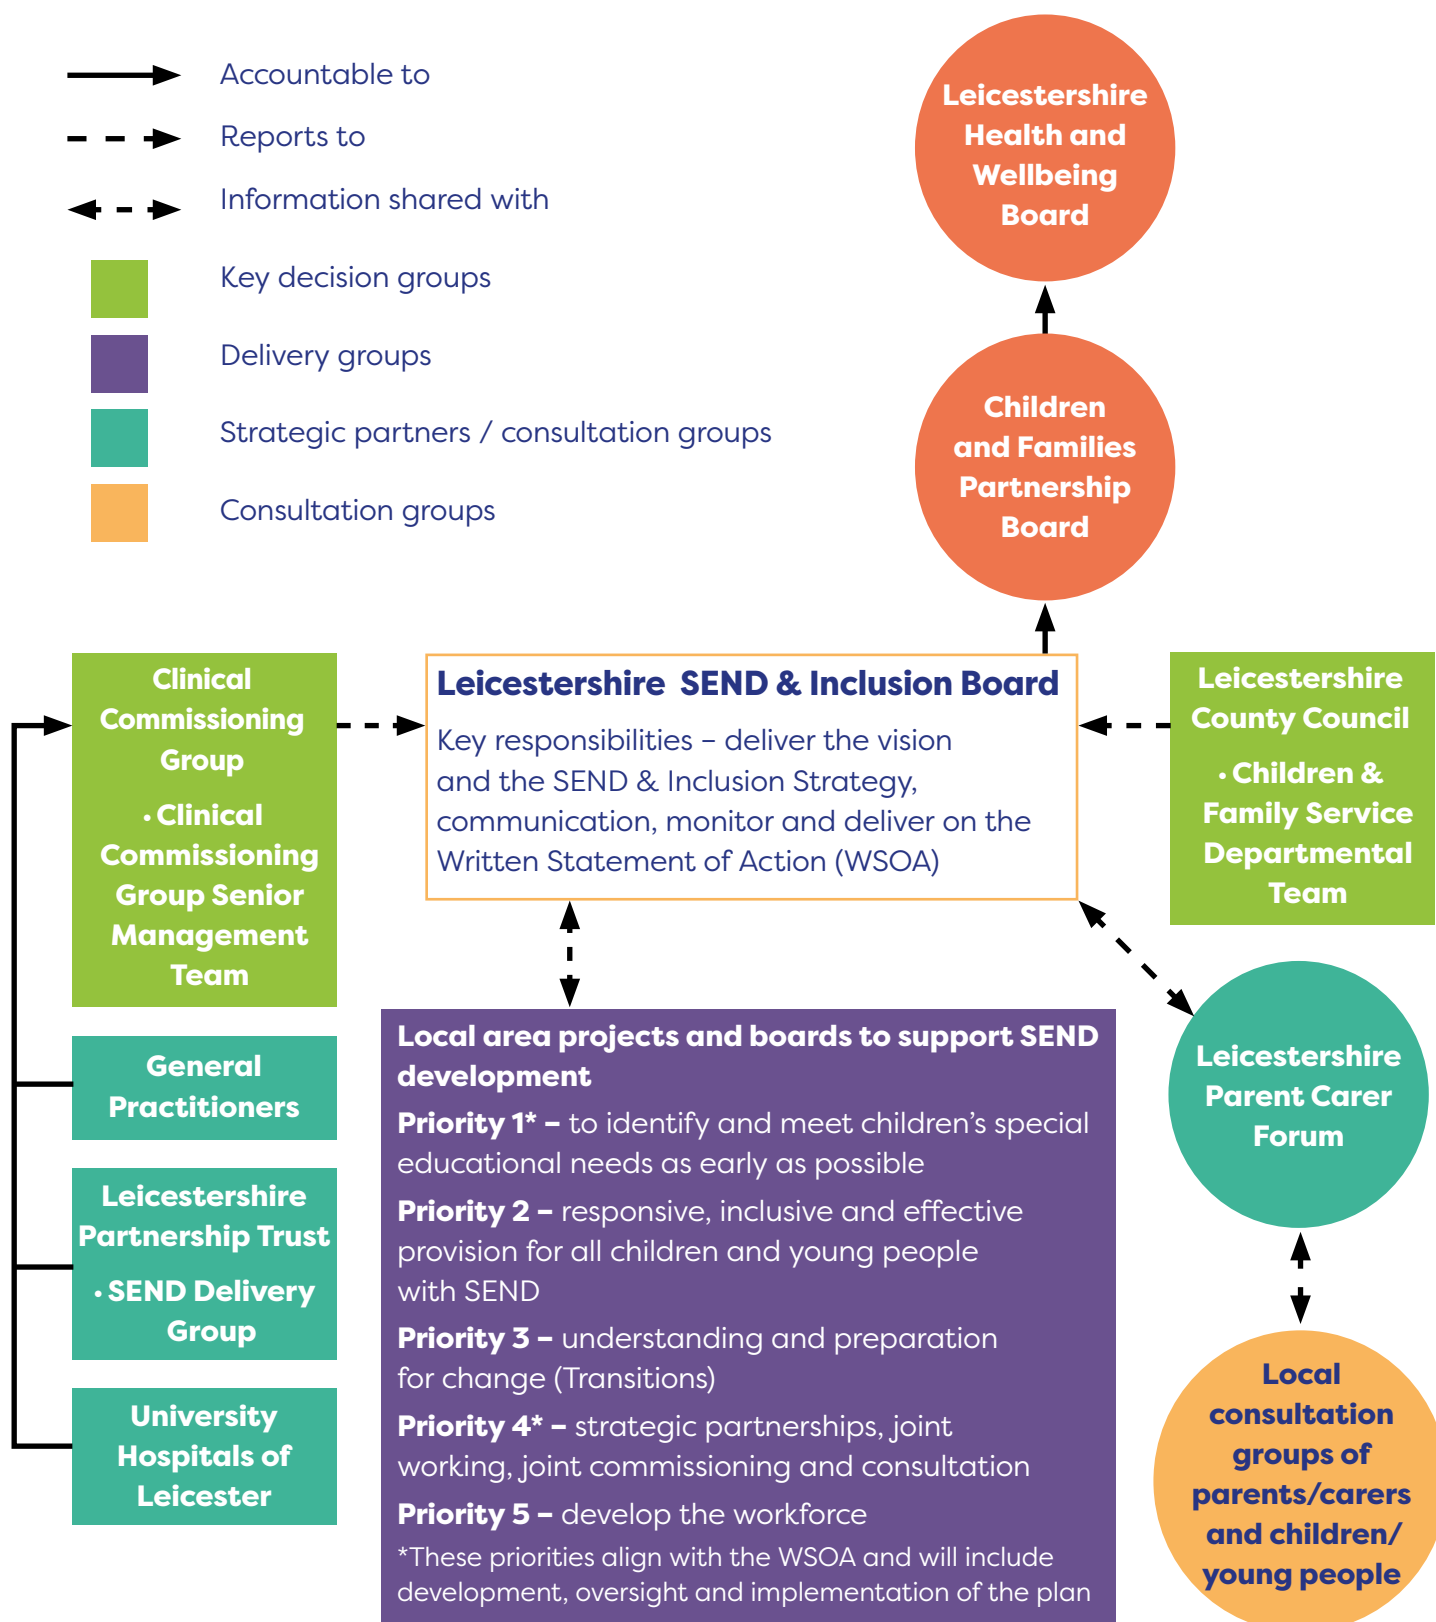 Accountable to
Reports to
Information shared with
Key decision groups
Delivery groups
Strategic partners / consultation groups
Consultation groups
Leicestershire
Health and
Wellbeing
Board
Children
and Families
Partnership
Board
Clinical
Commissioning
Group
• Clinical
Commissioning
Group Senior
Management
Team
Leicestershire SEND & Inclusion Board
Key responsibilities – deliver the vision
and the SEND & Inclusion Strategy,
communication, monitor and deliver on the
Written Statement of Action (WSOA)
Leicestershire
County Council
• Children &
Family Service
Departmental
Team
General
Practitioners
Leicestershire
Partnership Trust
• SEND Delivery
Group
University
Hospitals of
Leicester
Local area projects and boards to support SEND
development
Priority 1* – to identify and meet children’s special
educational needs as early as possible
Priority 2 – responsive, inclusive and effective
provision for all children and young people
with SEND
Priority 3 – understanding and preparation
for change (Transitions)
Priority 4* – strategic partnerships, joint
working, joint commissioning and consultation
Priority 5 – develop the workforce
*These priorities align with the WSOA and will include
development, oversight and implementation of the plan
Leicestershire
Parent Carer
Forum
Local
consultation
groups of
parents/carers
and children/
young people